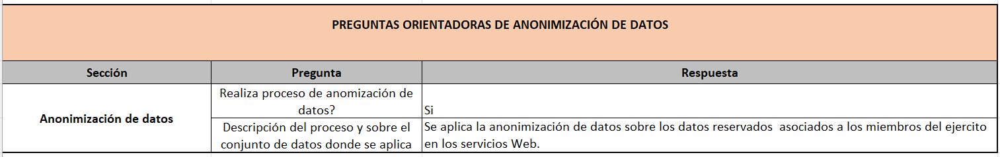 PREGUNTAS ORIENTADORAS DE ANONIMIZACIÓN DE DATOS
Sección Pregunta Respuesta
Anonimización de datos
Realiza proceso de anomización de
datos?
Si
Descripción del proceso y sobre el
conjunto de datos donde se aplica
Se aplica la anonimización de datos sobre los datos reservados asociados a los miembros del ejercito
en los servicios Web.